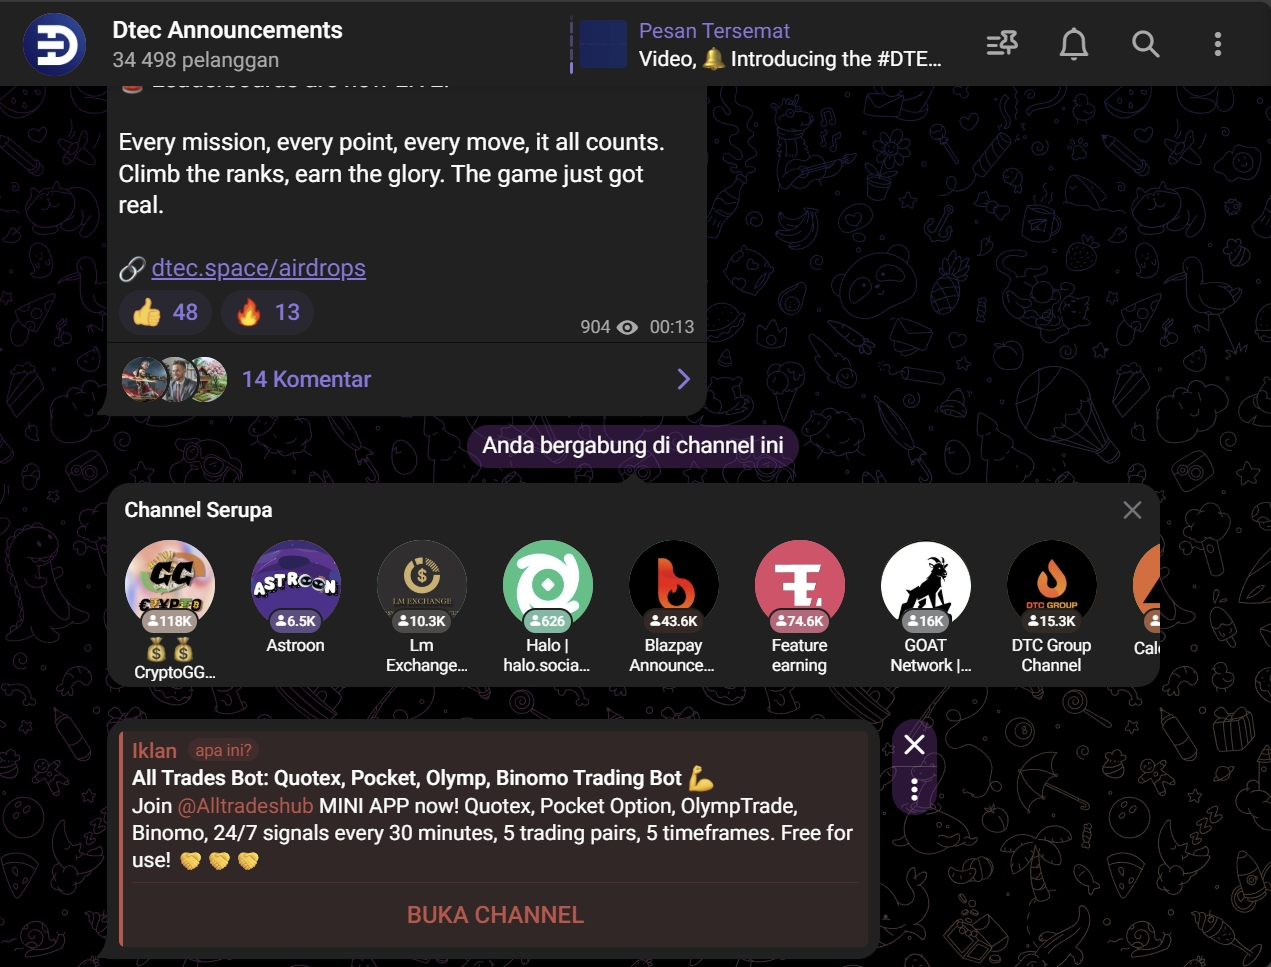 Dtec Announcements
34 498 pelanggan
Pesan Tersemat
Video, 🔔 Introducing the #DTE...
Every mission, every point, every move, it all counts.
Climb the ranks, earn the glory. The game just got
real.
🔗 dtec.space/airdrops
👍 48 🔥 13
904 00:13
14 Komentar
Anda bergabung di channel ini
Channel Serupa
GC
118K
💰💰
CryptoGG...
ASTROON
6.5K
Astroon
LM EXCHANGE
10.3K
Lm
Exchange...
626
Halo |
halo.socia...
43.6K
Blazpay
Announce...
74.6K
Feature
earning
16K
GOAT
Network |...
DTC GROUP
15.3K
DTC Group
Channel
Cal
Iklan apa ini?
All Trades Bot: Quotex, Pocket, Olymp, Binomo Trading Bot 💪
Join @Alltradeshub MINI APP now! Quotex, Pocket Option, OlympTrade,
Binomo, 24/7 signals every 30 minutes, 5 trading pairs, 5 timeframes. Free for
use! 🤝 🤝 🤝
BUKA CHANNEL